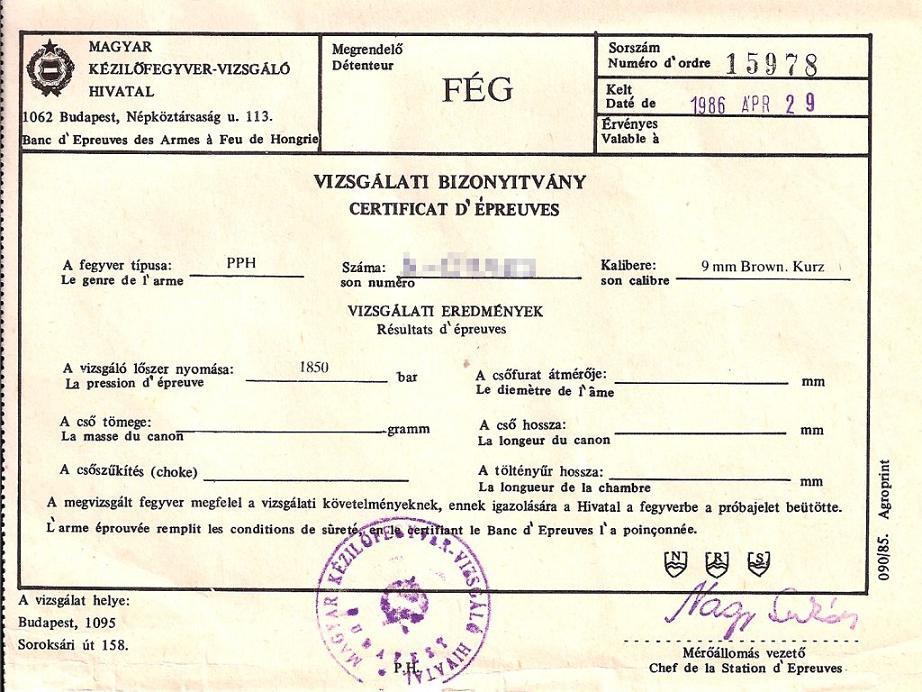 MAGYAR
KÉZILŐFEGYVER-VIZSGÁLÓ
HIVATAL
1062 Budapest, Népköztársaság u. 113.
Banc d'Epreuves des Armes à Feu de Hongrie
Megrendelő
Détenteur
FÉG
Sorszám
Numéro d'ordre 15978
Kelt
Daté de 1986 ÁPR 29
Érvényes
Valable à
VIZSGÁLATI BIZONYITVÁNY
CERTIFICAT D'ÉPREUVES
A fegyver típusa: PPH
Le genre de l'arme
Száma:
son numéro
Kalibere: 9 mm Brown. Kurz
son calibre
VIZSGÁLATI EREDMÉNYEK
Résultats d'épreuves
A vizsgáló lőszer nyomása: 1850 bar
La pression d'épreuve
A csőfurat átmérője: mm
Le diemètre de l'âme
A cső tömege: gramm
La masse du canon
A cső hossza: mm
La longeur du canon
A csőszűkítés (choke)
A töltényűr hossza: mm
La longueur de la chambre
A megvizsgált fegyver megfelel a vizsgálati követelményeknek, ennek igazolására a Hivatal a fegyverbe a próbajelet beütötte.
L'arme éprouvée remplit les conditions de sûreté, en le certifiant le Banc d'Epreuves l'a poinçonnée.
N R S
A vizsgálat helye:
Budapest, 1095
Soroksári út 158.
MAGYAR KÉZILŐFEGYVER-VIZSGÁLÓ HIVATAL
BUDAPEST
P.H.
Nagy
Mérőállomás vezető
Chef de la Station d'Epreuves
090/85. Agroprint